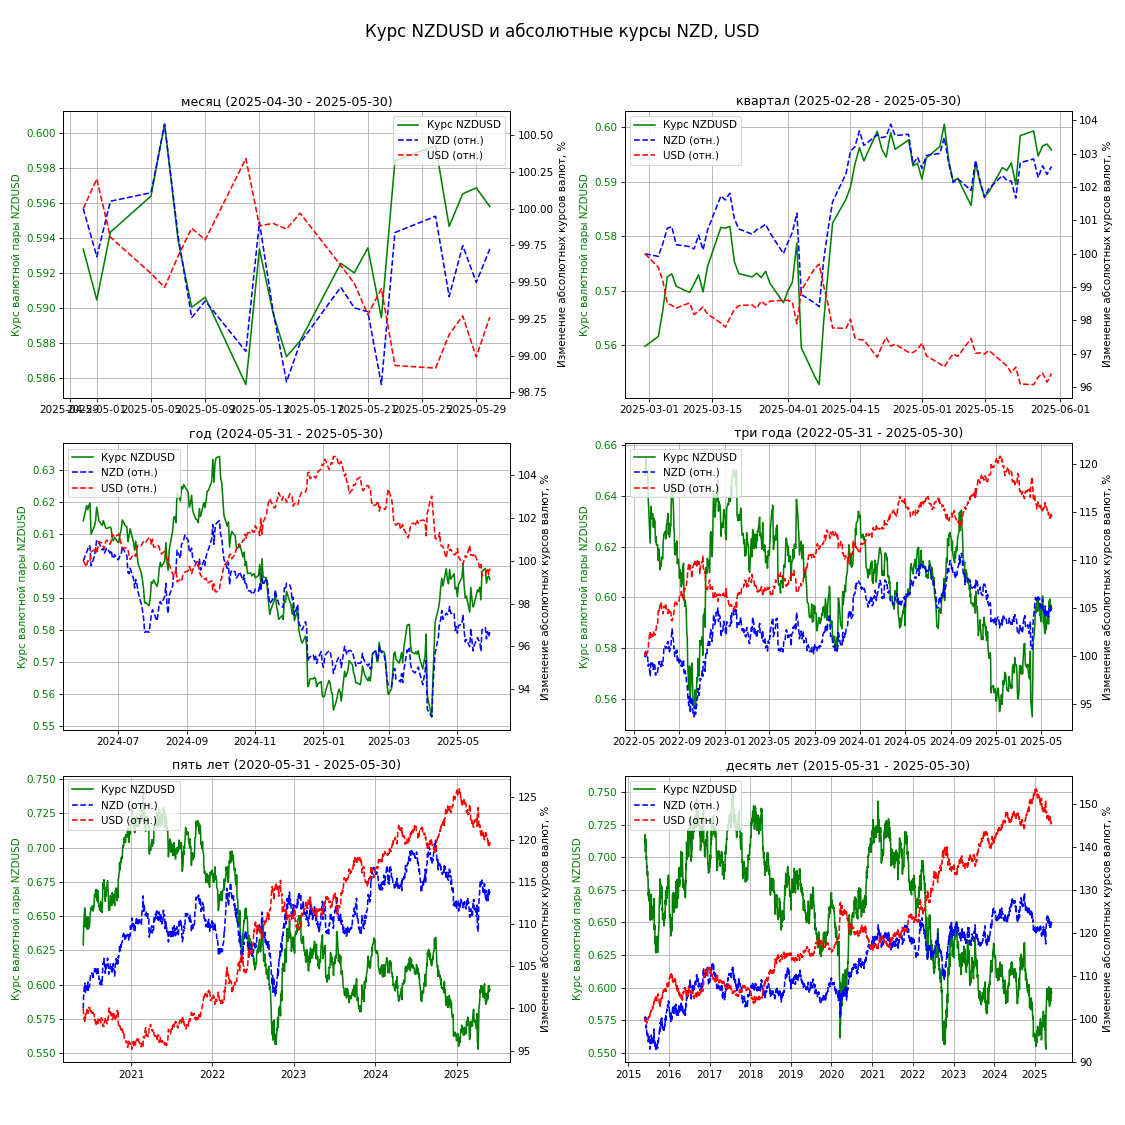 Курс NZDUSD и абсолютные курсы NZD, USD
месяц (2025-04-30 - 2025-05-30)
Курс валютной пары NZDUSD
0.600
0.598
0.596
0.594
0.592
0.590
0.588
0.586
Курс NZDUSD
NZD (отн.)
USD (отн.)
100.50
100.25
100.00
99.75
99.50
99.25
99.00
98.75
Изменение абсолютных курсов валют, %
2025-04-29 2025-05-01 2025-05-05 2025-05-09 2025-05-13 2025-05-17 2025-05-21 2025-05-25 2025-05-29
квартал (2025-02-28 - 2025-05-30)
Курс валютной пары NZDUSD
0.60
0.59
0.58
0.57
0.56
Курс NZDUSD
NZD (отн.)
USD (отн.)
104
103
102
101
100
99
98
97
96
Изменение абсолютных курсов валют, %
2025-03-01 2025-03-15 2025-04-01 2025-04-15 2025-05-01 2025-05-15 2025-06-01
год (2024-05-31 - 2025-05-30)
Курс валютной пары NZDUSD
0.63
0.62
0.61
0.60
0.59
0.58
0.57
0.56
0.55
Курс NZDUSD
NZD (отн.)
USD (отн.)
104
102
100
98
96
94
Изменение абсолютных курсов валют, %
2024-07 2024-09 2024-11 2025-01 2025-03 2025-05
три года (2022-05-31 - 2025-05-30)
Курс валютной пары NZDUSD
0.66
0.64
0.62
0.60
0.58
0.56
Курс NZDUSD
NZD (отн.)
USD (отн.)
120
115
110
105
100
95
Изменение абсолютных курсов валют, %
2022-05 2022-09 2023-01 2023-05 2023-09 2024-01 2024-05 2024-09 2025-01 2025-05
пять лет (2020-05-31 - 2025-05-30)
Курс валютной пары NZDUSD
0.750
0.725
0.700
0.675
0.650
0.625
0.600
0.575
0.550
Курс NZDUSD
NZD (отн.)
USD (отн.)
125
120
115
110
105
100
95
Изменение абсолютных курсов валют, %
2021 2022 2023 2024 2025
десять лет (2015-05-31 - 2025-05-30)
Курс валютной пары NZDUSD
0.750
0.725
0.700
0.675
0.650
0.625
0.600
0.575
0.550
Курс NZDUSD
NZD (отн.)
USD (отн.)
150
140
130
120
110
100
90
Изменение абсолютных курсов валют, %
2015 2016 2017 2018 2019 2020 2021 2022 2023 2024 2025